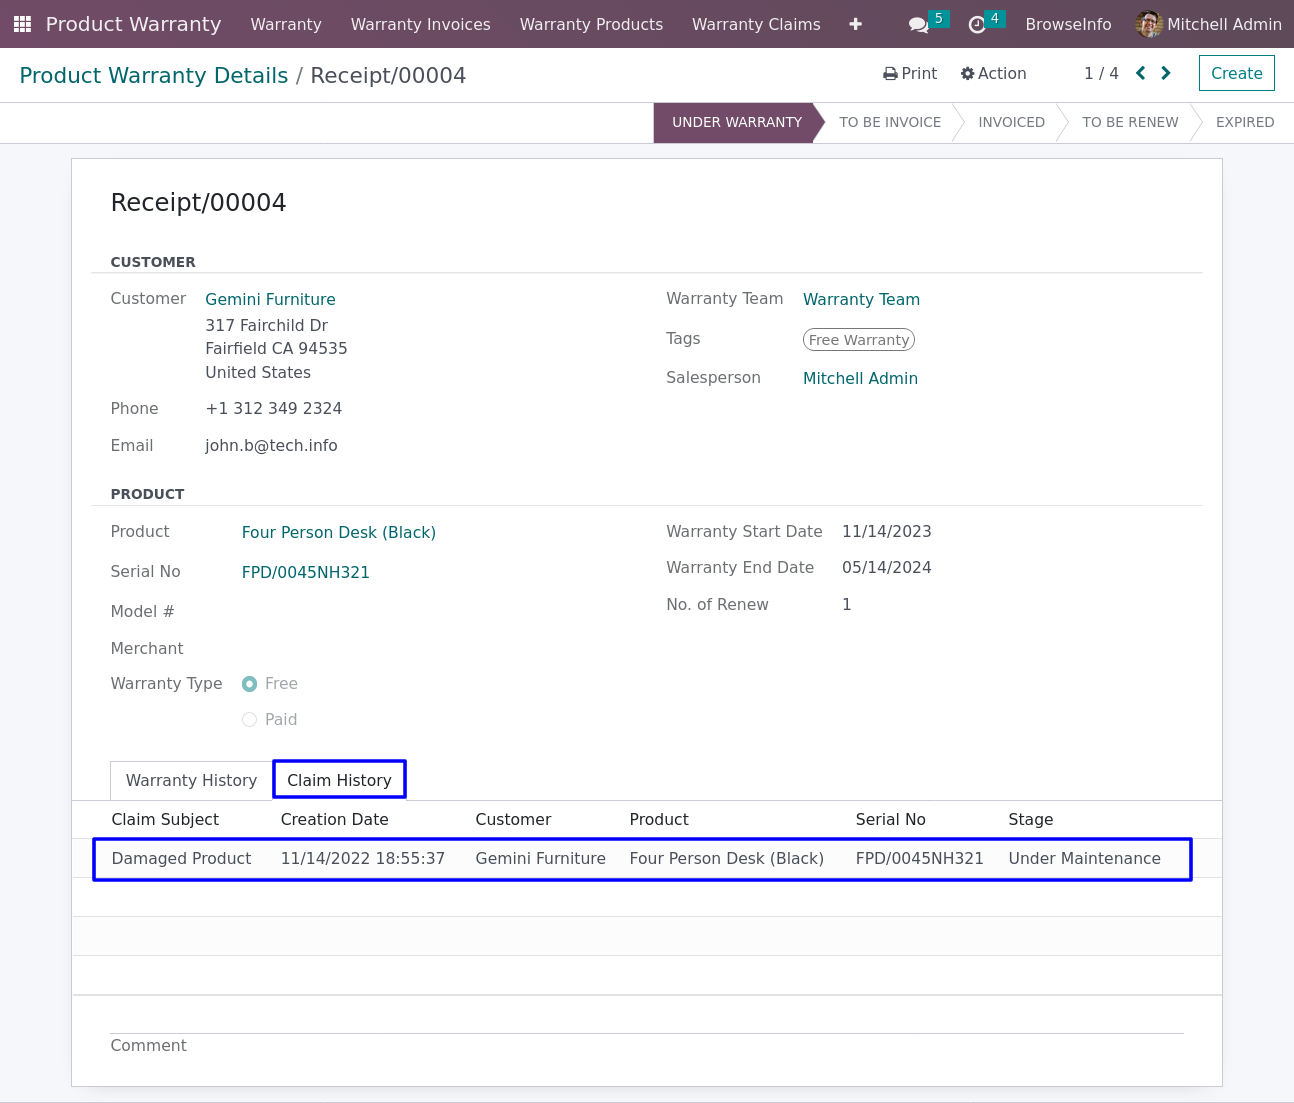 Product Warranty Warranty Warranty Invoices Warranty Products Warranty Claims 5 4 BrowseInfo Mitchell Admin
Product Warranty Details / Receipt/00004 Print Action 1 / 4 Create
UNDER WARRANTY TO BE INVOICE INVOICED TO BE RENEW EXPIRED
Receipt/00004
CUSTOMER
Customer Gemini Furniture
317 Fairchild Dr
Fairfield CA 94535
United States
Phone +1 312 349 2324
Email john.b@tech.info
Warranty Team Warranty Team
Tags Free Warranty
Salesperson Mitchell Admin
PRODUCT
Product Four Person Desk (Black)
Serial No FPD/0045NH321
Model #
Merchant
Warranty Type Free
Paid
Warranty Start Date 11/14/2023
Warranty End Date 05/14/2024
No. of Renew 1
Warranty History Claim History
Claim Subject Creation Date Customer Product Serial No Stage
Damaged Product 11/14/2022 18:55:37 Gemini Furniture Four Person Desk (Black) FPD/0045NH321 Under Maintenance
Comment